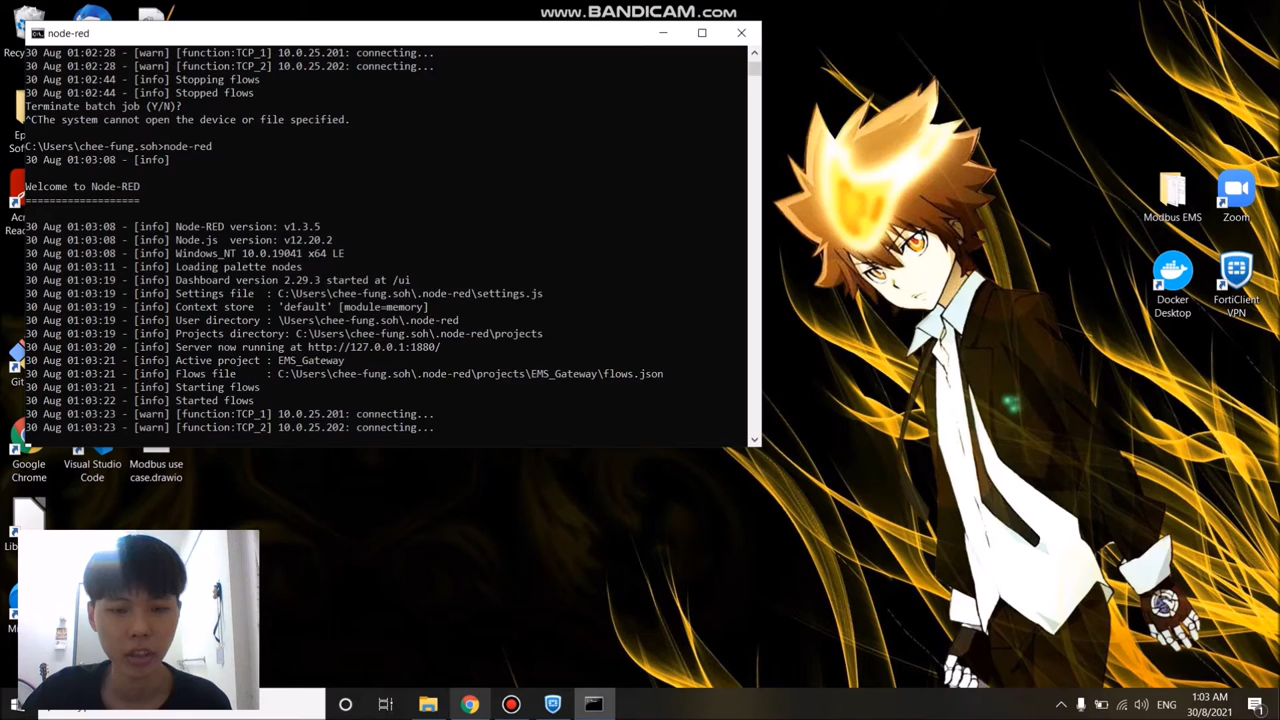 www.BANDICAM.com
node-red
30 Aug 01:02:28 - [warn] [function:TCP_1] 10.0.25.201: connecting...
30 Aug 01:02:28 - [warn] [function:TCP_2] 10.0.25.202: connecting...
30 Aug 01:02:44 - [info] Stopping flows
30 Aug 01:02:44 - [info] Stopped flows
Terminate batch job (Y/N)?
^CThe system cannot open the device or file specified.
C:\Users\chee-fung.soh>node-red
30 Aug 01:03:08 - [info]
Welcome to Node-RED
===================
30 Aug 01:03:08 - [info] Node-RED version: v1.3.5
30 Aug 01:03:08 - [info] Node.js  version: v12.20.2
30 Aug 01:03:08 - [info] Windows_NT 10.0.19041 x64 LE
30 Aug 01:03:11 - [info] Loading palette nodes
30 Aug 01:03:19 - [info] Dashboard version 2.29.3 started at /ui
30 Aug 01:03:19 - [info] Settings file  : C:\Users\chee-fung.soh\.node-red\settings.js
30 Aug 01:03:19 - [info] Context store  : 'default' [module=memory]
30 Aug 01:03:19 - [info] User directory : \Users\chee-fung.soh\.node-red
30 Aug 01:03:19 - [info] Projects directory: C:\Users\chee-fung.soh\.node-red\projects
30 Aug 01:03:20 - [info] Server now running at http://127.0.0.1:1880/
30 Aug 01:03:21 - [info] Active project : EMS_Gateway
30 Aug 01:03:21 - [info] Flows file     : C:\Users\chee-fung.soh\.node-red\projects\EMS_Gateway\flows.json
30 Aug 01:03:21 - [info] Starting flows
30 Aug 01:03:22 - [info] Started flows
30 Aug 01:03:23 - [warn] [function:TCP_1] 10.0.25.201: connecting...
30 Aug 01:03:23 - [warn] [function:TCP_2] 10.0.25.202: connecting...
Recy
Ep
Sof
Acr
Read
Git
Google
Chrome
Visual Studio
Code
Modbus use
case.drawio
Lib
Modbus EMS
Zoom
Docker
Desktop
FortiClient
VPN
ENG
1:03 AM
30/8/2021
1